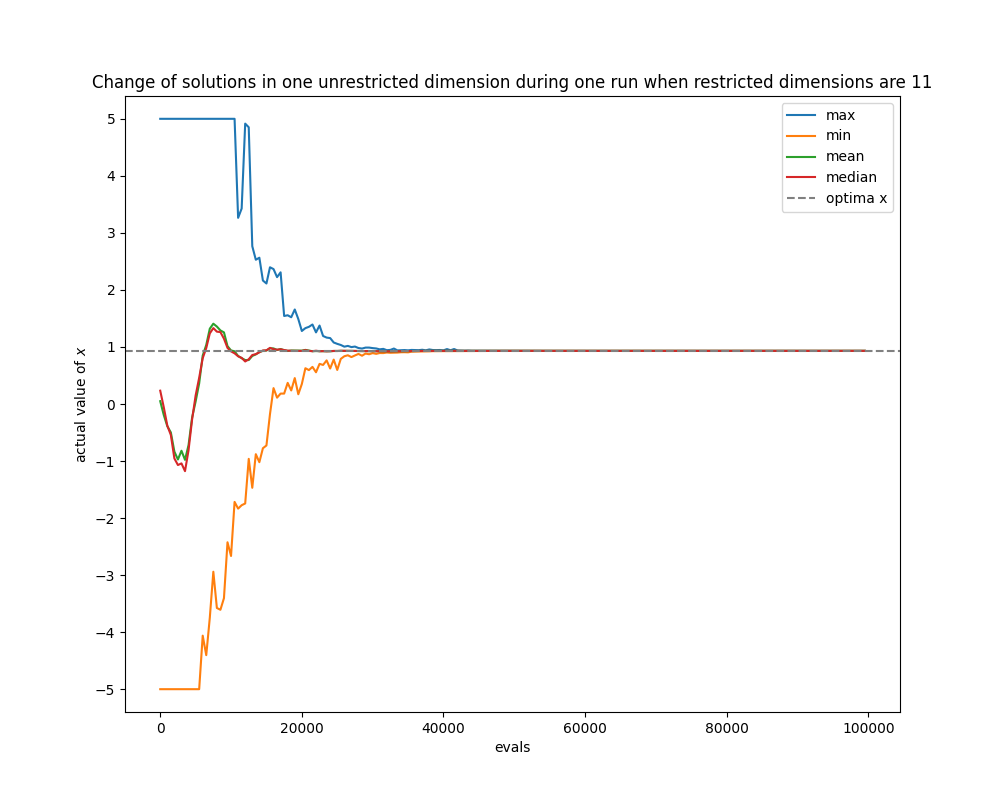 Change of solutions in one unrestricted dimension during one run when restricted dimensions are 11
max
min
mean
median
optima x
actual value of x
5
4
3
2
1
0
−1
−2
−3
−4
−5
0 20000 40000 60000 80000 100000
evals